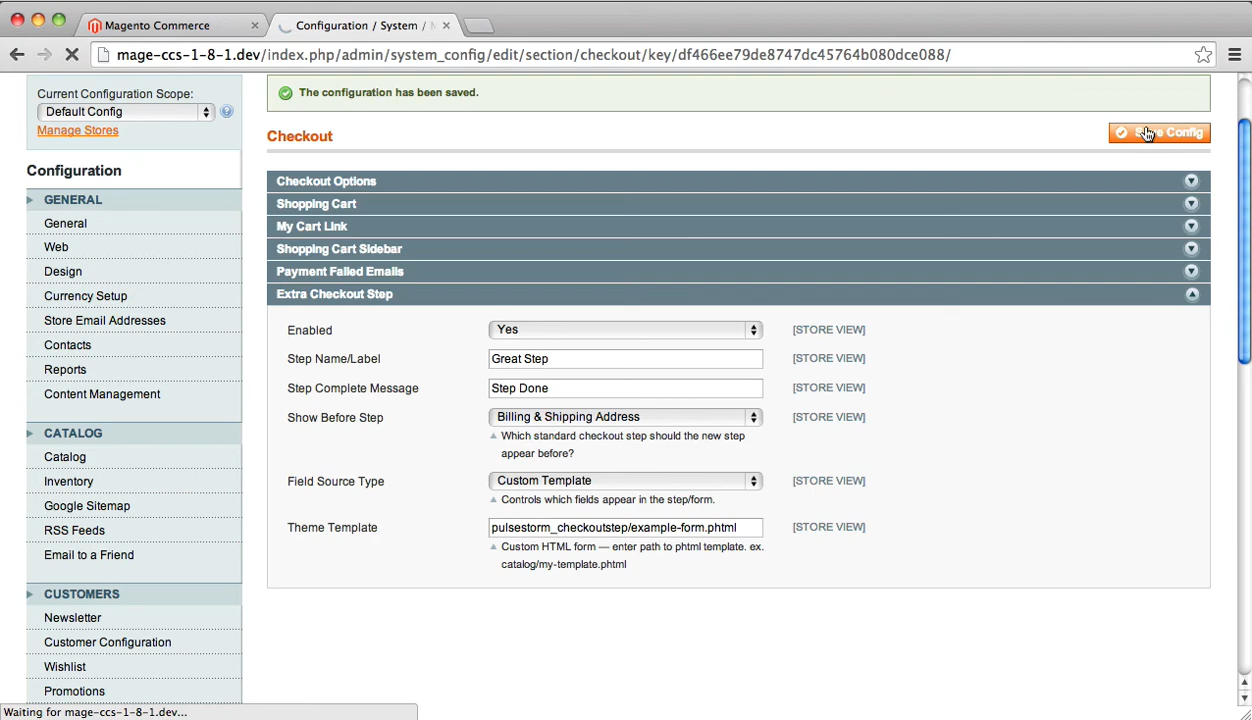 Magento Commerce
Configuration / System /
mage-ccs-1-8-1.dev/index.php/admin/system_config/edit/section/checkout/key/df466ee79de8747dc45764b080dce088/
Current Configuration Scope:
Default Config
Manage Stores
Configuration
GENERAL
General
Web
Design
Currency Setup
Store Email Addresses
Contacts
Reports
Content Management
CATALOG
Catalog
Inventory
Google Sitemap
RSS Feeds
Email to a Friend
CUSTOMERS
Newsletter
Customer Configuration
Wishlist
Promotions
The configuration has been saved.
Checkout
Save Config
Checkout Options
Shopping Cart
My Cart Link
Shopping Cart Sidebar
Payment Failed Emails
Extra Checkout Step
Enabled Yes [STORE VIEW]
Step Name/Label Great Step [STORE VIEW]
Step Complete Message Step Done [STORE VIEW]
Show Before Step Billing & Shipping Address [STORE VIEW]
Which standard checkout step should the new step
appear before?
Field Source Type Custom Template [STORE VIEW]
Controls which fields appear in the step/form.
Theme Template pulsestorm_checkoutstep/example-form.phtml [STORE VIEW]
Custom HTML form — enter path to phtml template. ex.
catalog/my-template.phtml
Waiting for mage-ccs-1-8-1.dev...